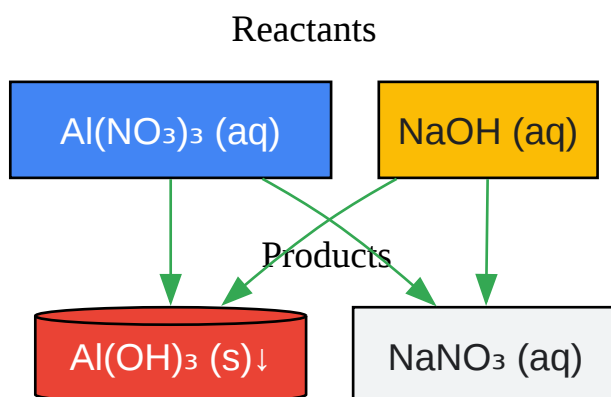 Reactants
Al(NO₃)₃ (aq)
NaOH (aq)
Products
Al(OH)₃ (s)↓
NaNO₃ (aq)